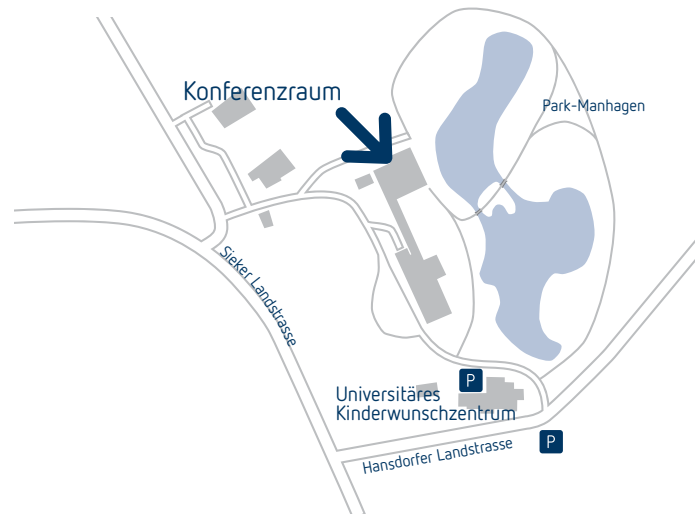 Konferenzraum
Park-Manhagen
Sieker Landstrasse
P
Universitäres
Kinderwunschzentrum
P
Hansdorfer Landstrasse